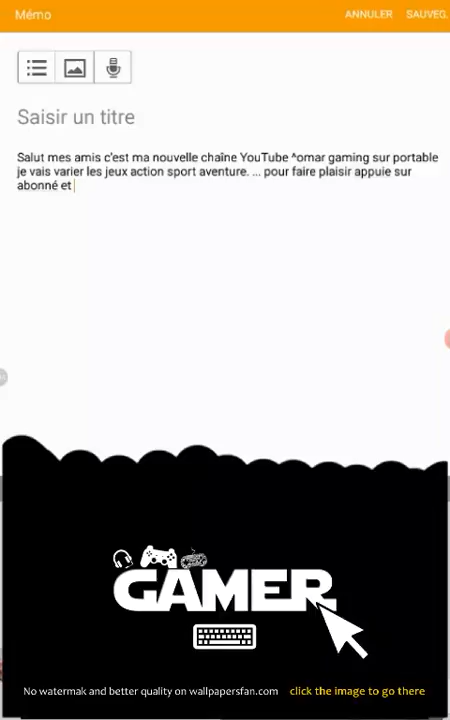 Mémo ANNULER SAUVEG.
Saisir un titre
Salut mes amis c'est ma nouvelle chaîne YouTube ^omar gaming sur portable
je vais varier les jeux action sport aventure. ... pour faire plaisir appuie sur
abonné et
GAMER
No watermak and better quality on wallpapersfan.com click the image to go there